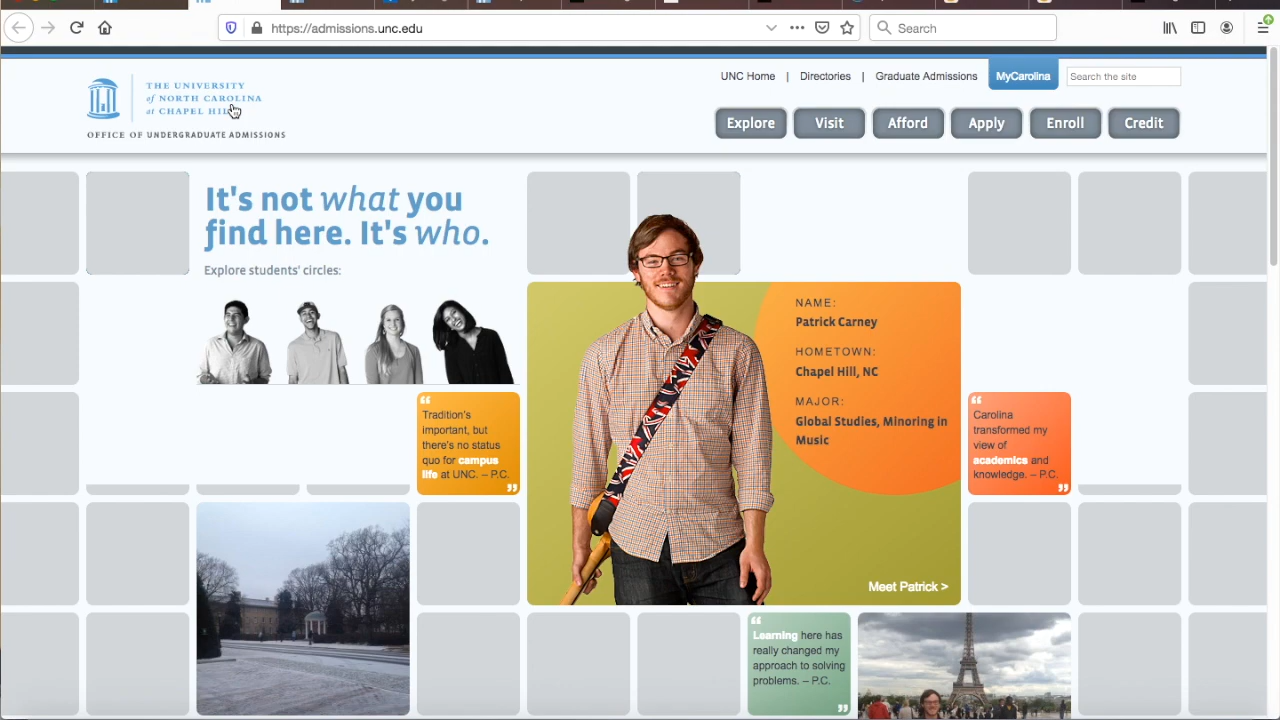 https://admissions.unc.edu
Search
THE UNIVERSITY
of NORTH CAROLINA
at CHAPEL HILL
OFFICE OF UNDERGRADUATE ADMISSIONS
UNC Home | Directories | Graduate Admissions
MyCarolina
Search the site
Explore
Visit
Afford
Apply
Enroll
Credit
It's not what you
find here. It's who.
Explore students' circles:
NAME:
Patrick Carney
HOMETOWN:
Chapel Hill, NC
MAJOR:
Global Studies, Minoring in
Music
Meet Patrick >
“
Tradition's
important, but
there's no status
quo for campus
life at UNC. – P.C.
”
“
Carolina
transformed my
view of
academics and
knowledge. – P.C.
”
“
Learning here has
really changed my
approach to solving
problems. – P.C.
”